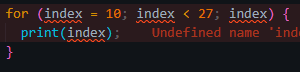 for (index = 10; index < 27; index) {
print(index);    Undefined name 'inde
}